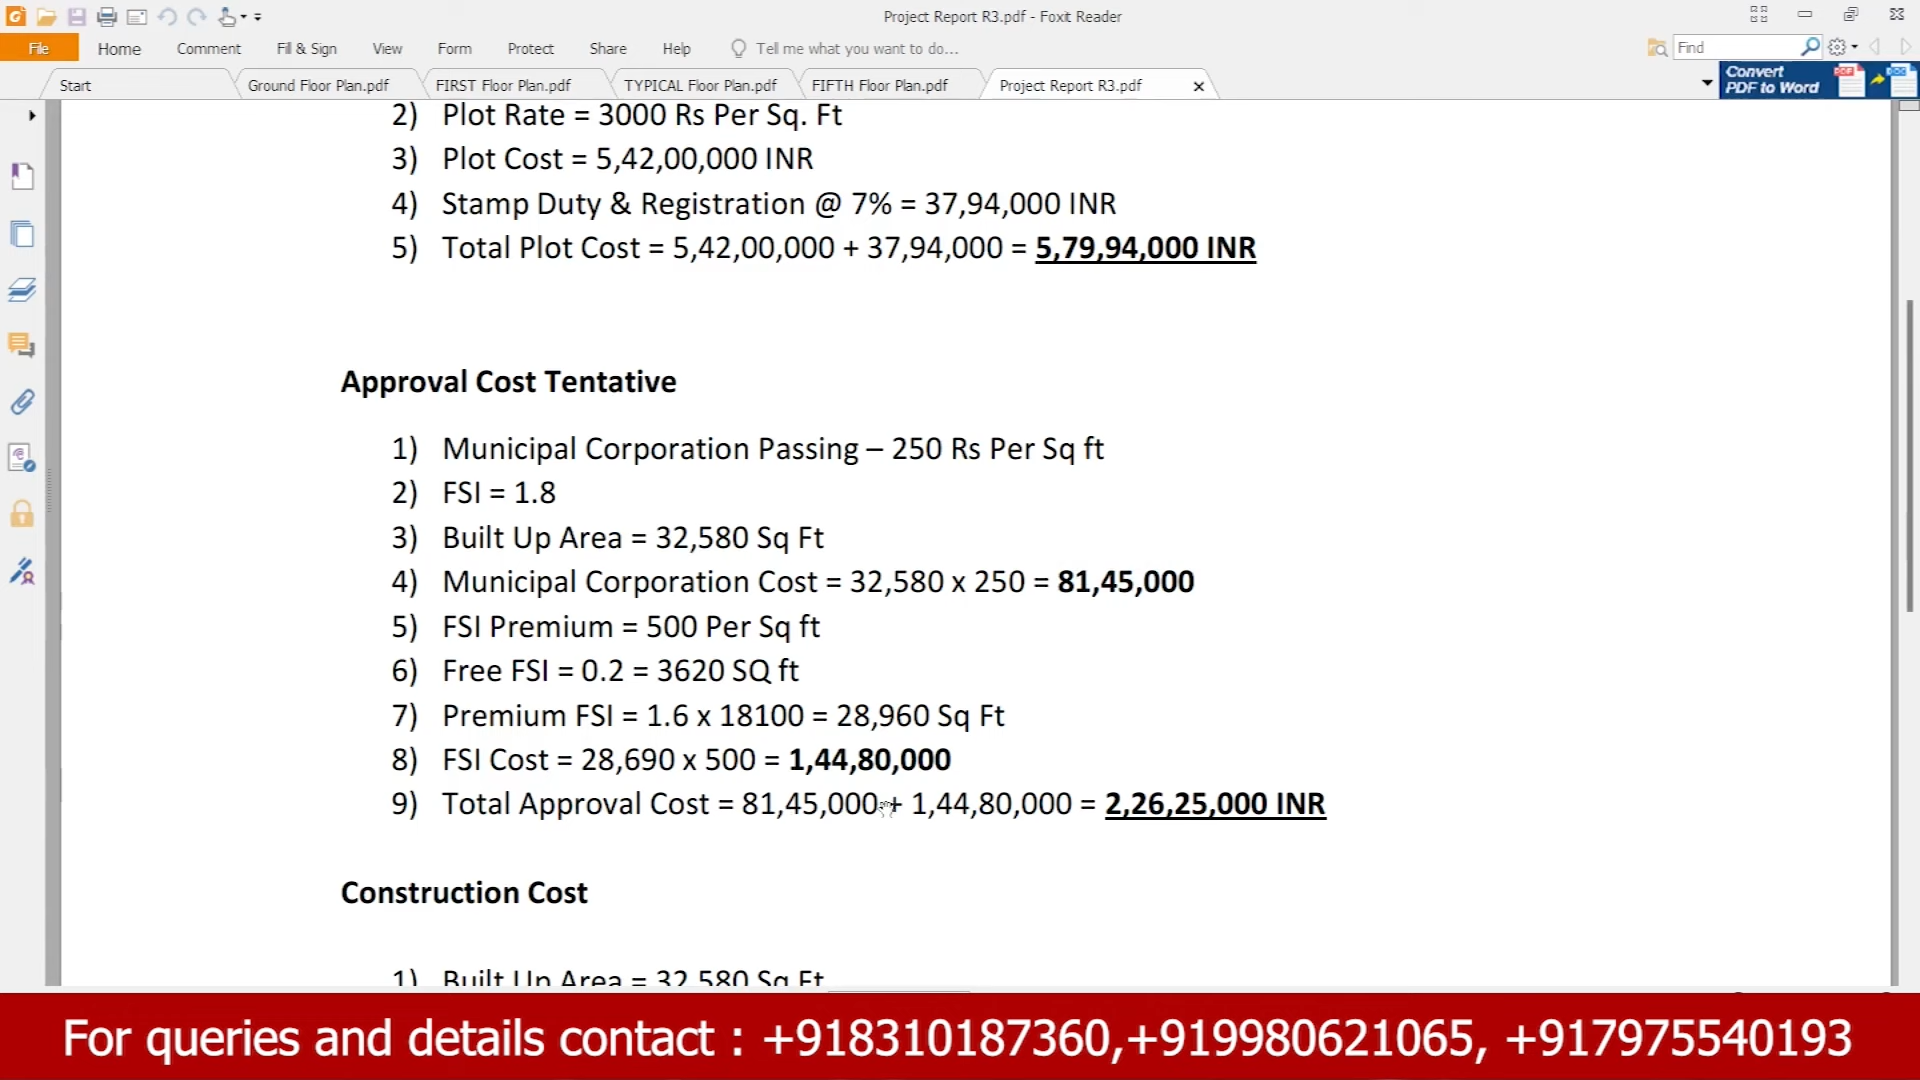 Project Report R3.pdf - Foxit Reader
File Home Comment Fill & Sign View Form Protect Share Help Tell me what you want to do... Find
Start Ground Floor Plan.pdf FIRST Floor Plan.pdf TYPICAL Floor Plan.pdf FIFTH Floor Plan.pdf Project Report R3.pdf
Convert
PDF to Word
2) Plot Rate = 3000 Rs Per Sq. Ft
3) Plot Cost = 5,42,00,000 INR
4) Stamp Duty & Registration @ 7% = 37,94,000 INR
5) Total Plot Cost = 5,42,00,000 + 37,94,000 = 5,79,94,000 INR
Approval Cost Tentative
1) Municipal Corporation Passing – 250 Rs Per Sq ft
2) FSI = 1.8
3) Built Up Area = 32,580 Sq Ft
4) Municipal Corporation Cost = 32,580 x 250 = 81,45,000
5) FSI Premium = 500 Per Sq ft
6) Free FSI = 0.2 = 3620 SQ ft
7) Premium FSI = 1.6 x 18100 = 28,960 Sq Ft
8) FSI Cost = 28,690 x 500 = 1,44,80,000
9) Total Approval Cost = 81,45,000 + 1,44,80,000 = 2,26,25,000 INR
Construction Cost
1) Built Up Area = 32,580 Sq Ft
For queries and details contact : +918310187360,+919980621065, +917975540193